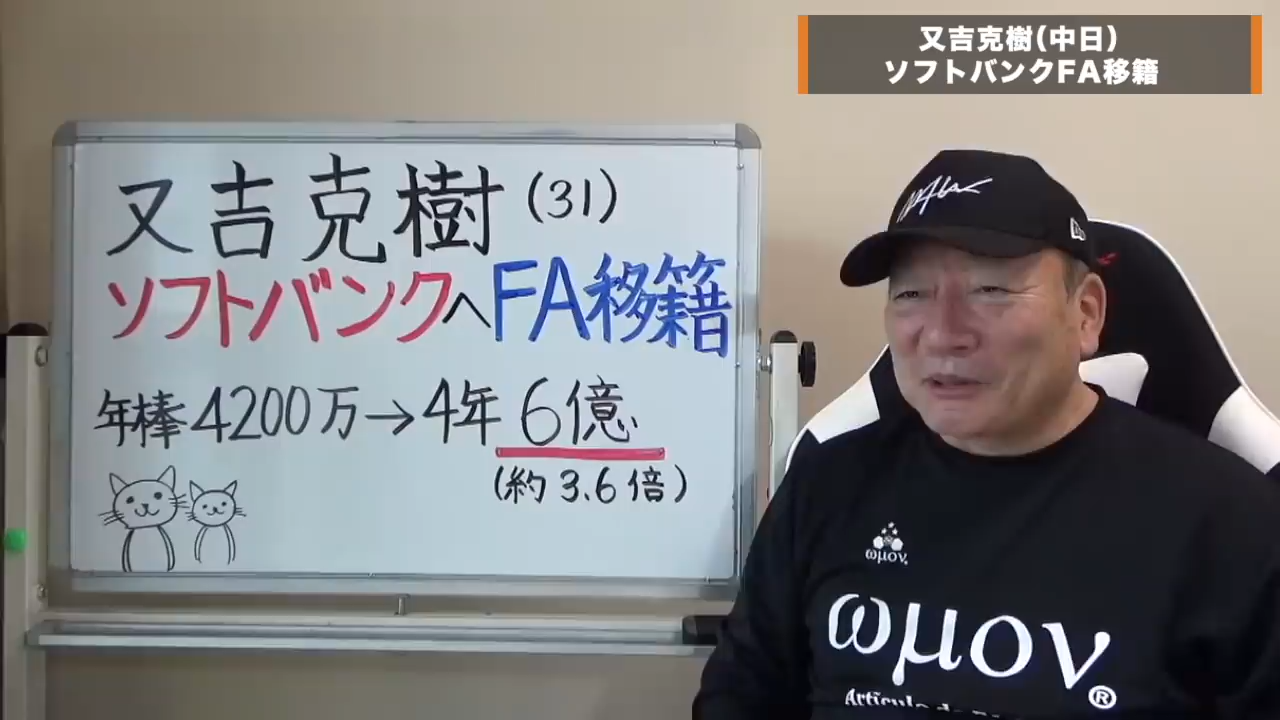 又吉克樹(中日)
ソフトバンクFA移籍
又吉克樹(31)
ソフトバンクへFA移籍
年棒4200万→4年6億
(約3.6倍)
ωμον
ωμον®